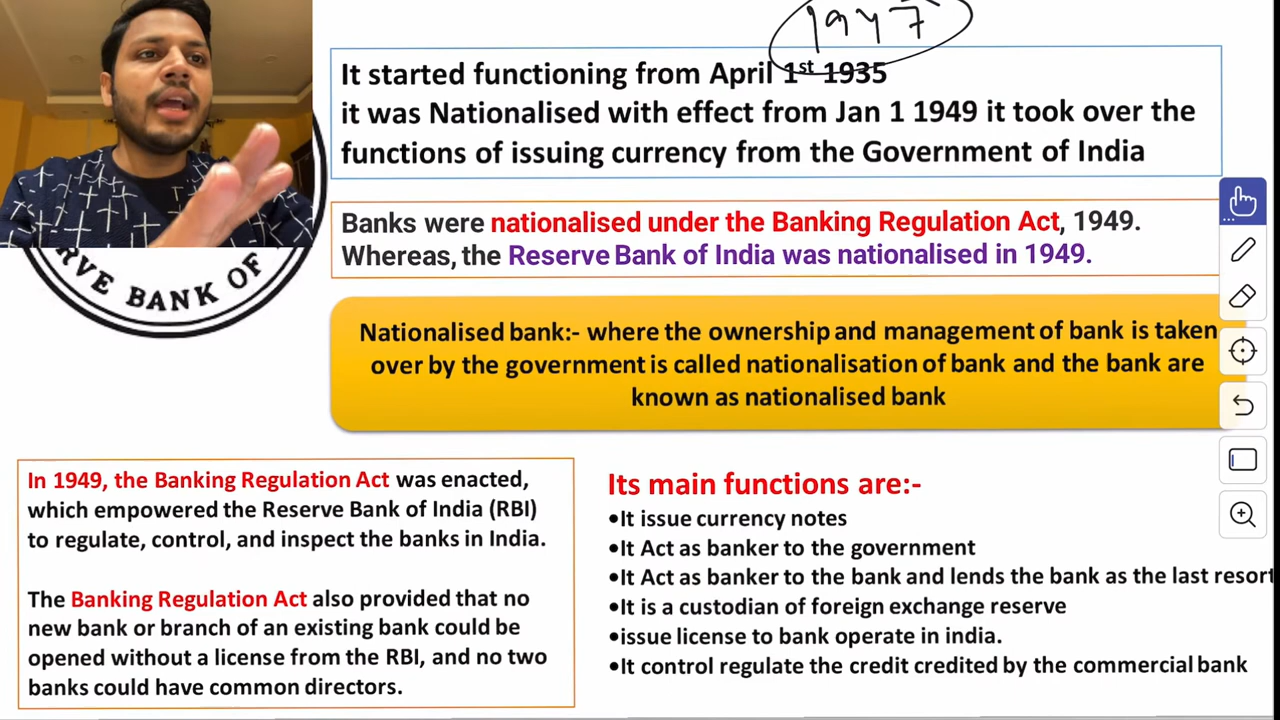 1947
It started functioning from April 1st 1935
it was Nationalised with effect from Jan 1 1949 it took over the
functions of issuing currency from the Government of India
Banks were nationalised under the Banking Regulation Act, 1949.
Whereas, the Reserve Bank of India was nationalised in 1949.
RVE BANK OF
Nationalised bank:- where the ownership and management of bank is taken
over by the government is called nationalisation of bank and the bank are
known as nationalised bank
In 1949, the Banking Regulation Act was enacted,
which empowered the Reserve Bank of India (RBI)
to regulate, control, and inspect the banks in India.
The Banking Regulation Act also provided that no
new bank or branch of an existing bank could be
opened without a license from the RBI, and no two
banks could have common directors.
Its main functions are:-
•It issue currency notes
•It Act as banker to the government
•It Act as banker to the bank and lends the bank as the last resort
•It is a custodian of foreign exchange reserve
•issue license to bank operate in india.
•It control regulate the credit credited by the commercial bank